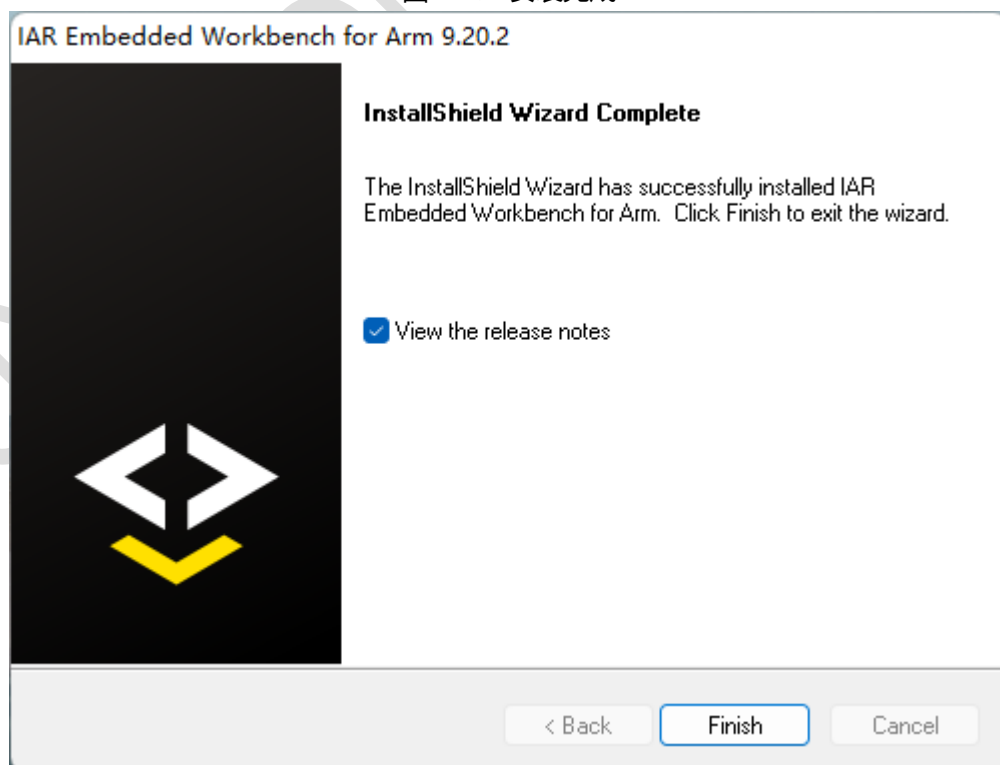 IAR Embedded Workbench for Arm 9.20.2
InstallShield Wizard Complete
The InstallShield Wizard has successfully installed IAR
Embedded Workbench for Arm. Click Finish to exit the wizard.
View the release notes
< Back
Finish
Cancel